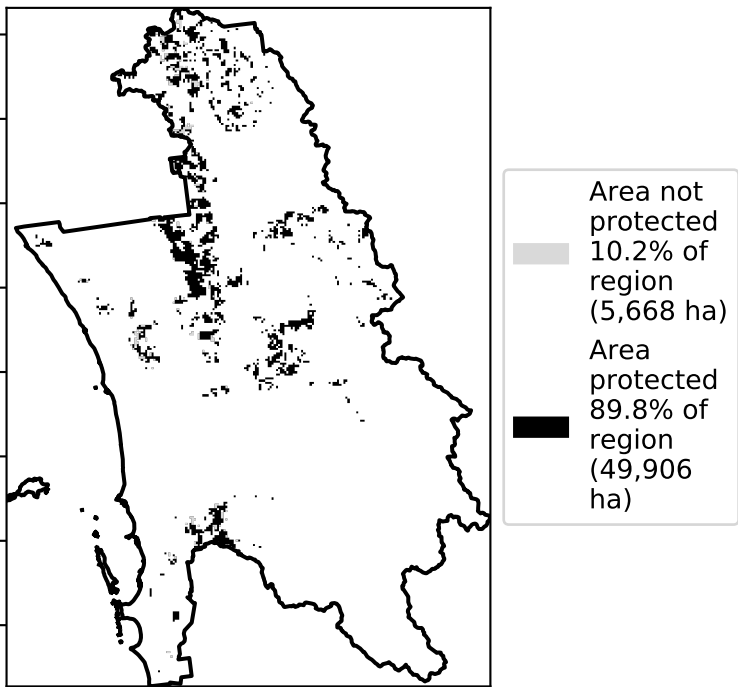 Area not
protected
10.2% of
region
(5,668 ha)
Area
protected
89.8% of
region
(49,906
ha)